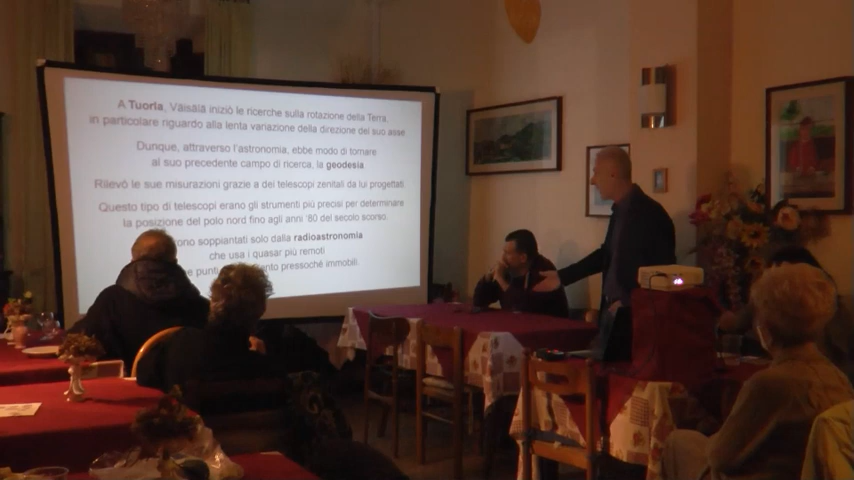 A Tuorla, Väisälä iniziò le ricerche sulla rotazione della Terra,
in particolare riguardo alla lenta variazione della direzione del suo asse
Dunque, attraverso l'astronomia, ebbe modo di tornare
al suo precedente campo di ricerca, la geodesia.
Rilevò le sue misurazioni grazie a dei telescopi zenitali da lui progettati.
Questo tipo di telescopi erano gli strumenti più precisi per determinare
la posizione del polo nord fino agli anni '80 del secolo scorso.
soppiantati solo dalla radioastronomia
che usa i quasar più remoti
punti pressoché immobili.